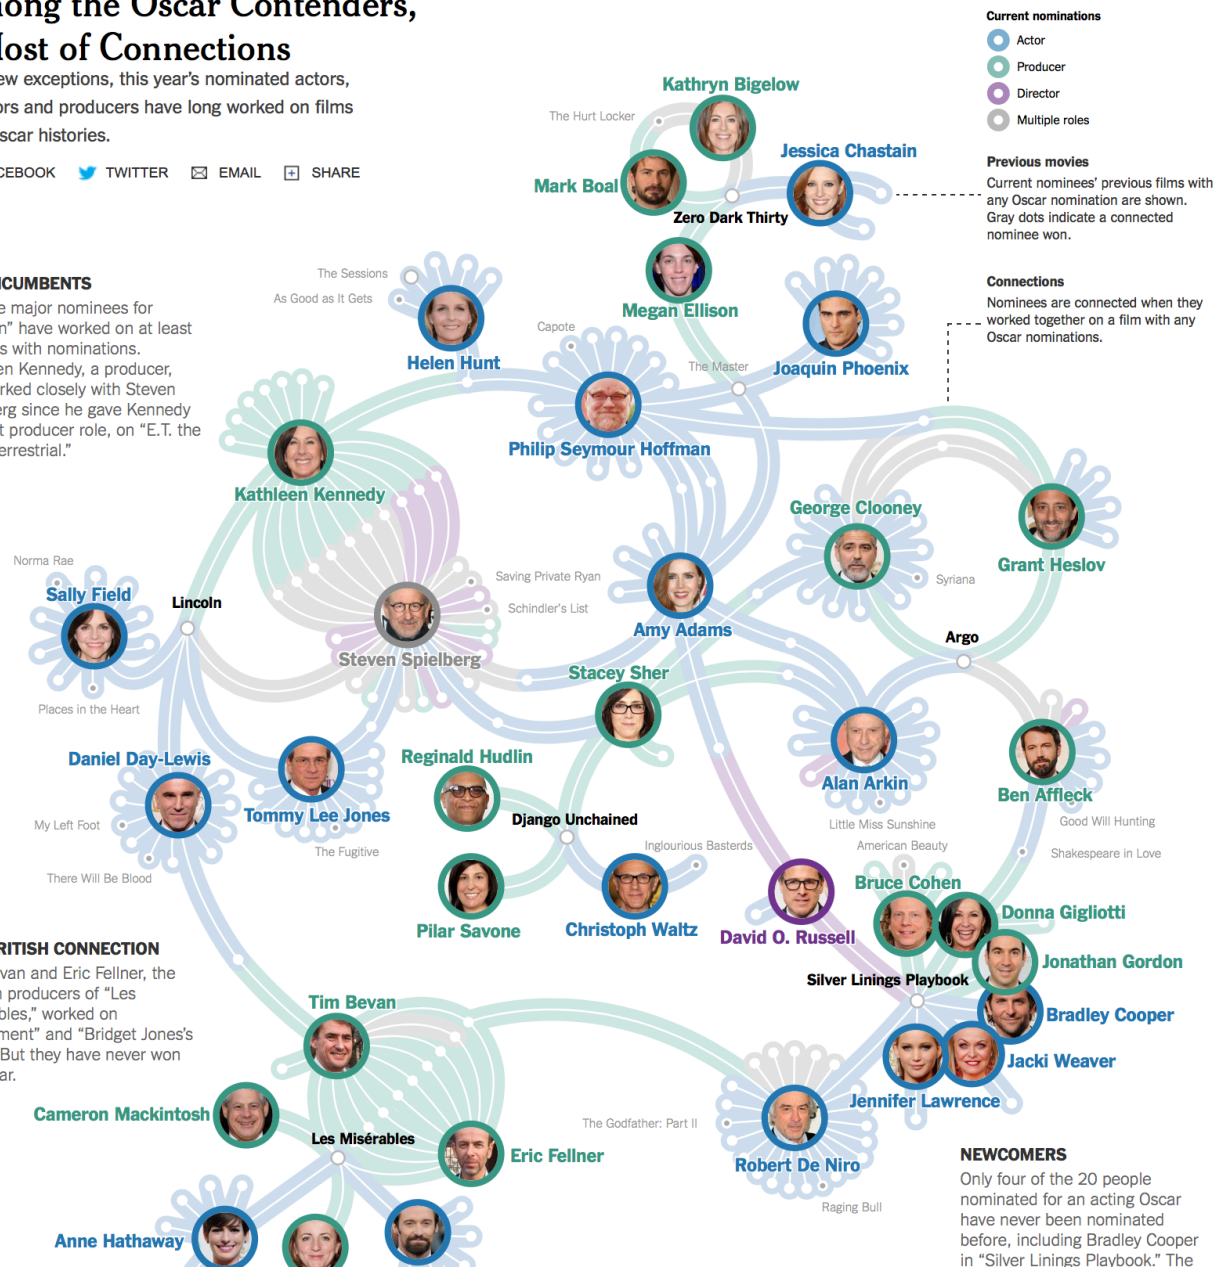 ong the Oscar Contenders,
ost of Connections
ew exceptions, this year's nominated actors,
ors and producers have long worked on films
scar histories.
CEBOOK
TWITTER
EMAIL
SHARE
Current nominations
Actor
Producer
Director
Multiple roles
Previous movies
Current nominees' previous films with
any Oscar nomination are shown.
Gray dots indicate a connected
nominee won.
Connections
Nominees are connected when they
worked together on a film with any
Oscar nominations.
Kathryn Bigelow
The Hurt Locker
Jessica Chastain
Mark Boal
Zero Dark Thirty
Megan Ellison
CUMBENTS
e major nominees for
n" have worked on at least
s with nominations.
en Kennedy, a producer,
rked closely with Steven
erg since he gave Kennedy
t producer role, on "E.T. the
errestrial."
The Sessions
As Good as It Gets
Helen Hunt
Capote
The Master
Joaquin Phoenix
Philip Seymour Hoffman
Kathleen Kennedy
George Clooney
Grant Heslov
Syriana
Norma Rae
Sally Field
Lincoln
Saving Private Ryan
Schindler's List
Amy Adams
Argo
Steven Spielberg
Stacey Sher
Places in the Heart
Daniel Day-Lewis
Reginald Hudlin
Alan Arkin
Ben Affleck
Tommy Lee Jones
Django Unchained
My Left Foot
Little Miss Sunshine
Good Will Hunting
The Fugitive
Inglourious Basterds
American Beauty
Shakespeare in Love
There Will Be Blood
Bruce Cohen
Donna Gigliotti
Pilar Savone
Christoph Waltz
David O. Russell
Jonathan Gordon
Silver Linings Playbook
RITISH CONNECTION
van and Eric Fellner, the
n producers of "Les
bles," worked on
ment" and "Bridget Jones's
But they have never won
ar.
Tim Bevan
Bradley Cooper
Jacki Weaver
Jennifer Lawrence
Cameron Mackintosh
The Godfather: Part II
Les Misérables
Eric Fellner
Robert De Niro
Raging Bull
Anne Hathaway
NEWCOMERS
Only four of the 20 people
nominated for an acting Oscar
have never been nominated
before, including Bradley Cooper
in "Silver Linings Playbook." The